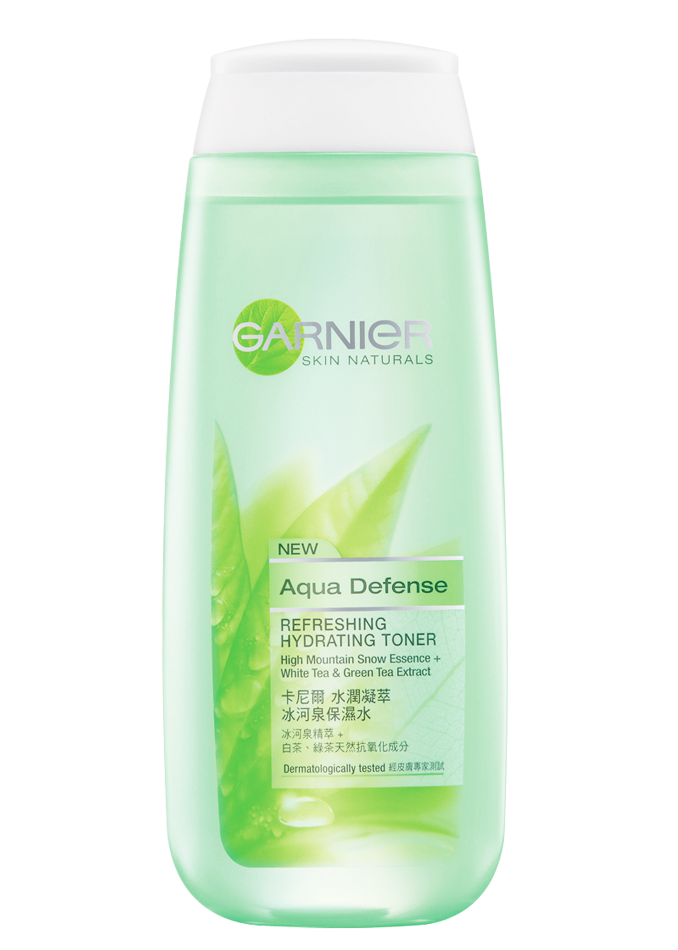 GARNIER
SKIN NATURALS
NEW
Aqua Defense
REFRESHING
HYDRATING TONER
High Mountain Snow Essence +
White Tea & Green Tea Extract
卡尼爾 水潤凝萃
冰河泉保濕水
冰河泉精萃 +
白茶、綠茶天然抗氧化成分
Dermatologically tested 經皮膚專家測試